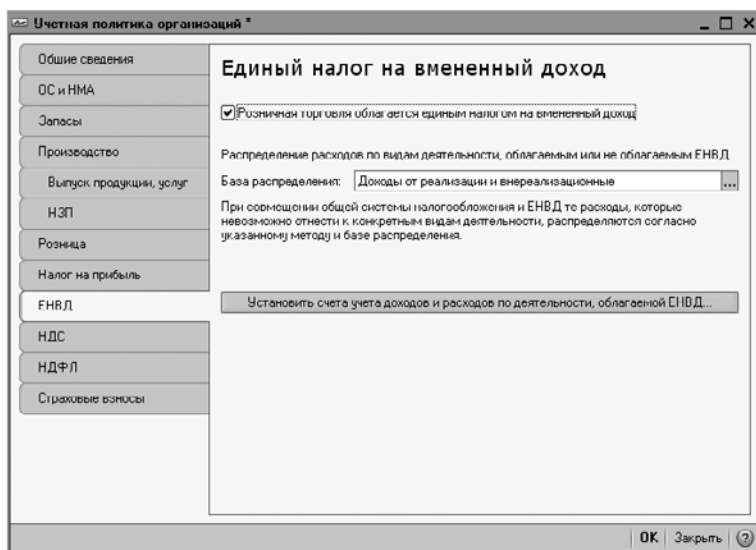 Учетная политика организаций *
Общие сведения
ОС и НМА
Запасы
Производство
Выпуск продукции, услуг
НЗП
Розница
Налог на прибыль
ЕНВД
НДС
НДФЛ
Страховые взносы
Единый налог на вмененный доход
Розничная торговля облагается единым налогом на вмененный доход
Распределение расходов по видам деятельности, облагаемым или не облагаемым ЕНВД
База распределения: Доходы от реализации и внереализационные ...
При совмещении общей системы налогообложения и ЕНВД те расходы, которые
невозможно отнести к конкретным видам деятельности, распределяются согласно
указанному методу и базе распределения.
Установить счета учета доходов и расходов по деятельности, облагаемой ЕНВД...
OK Закрыть ?